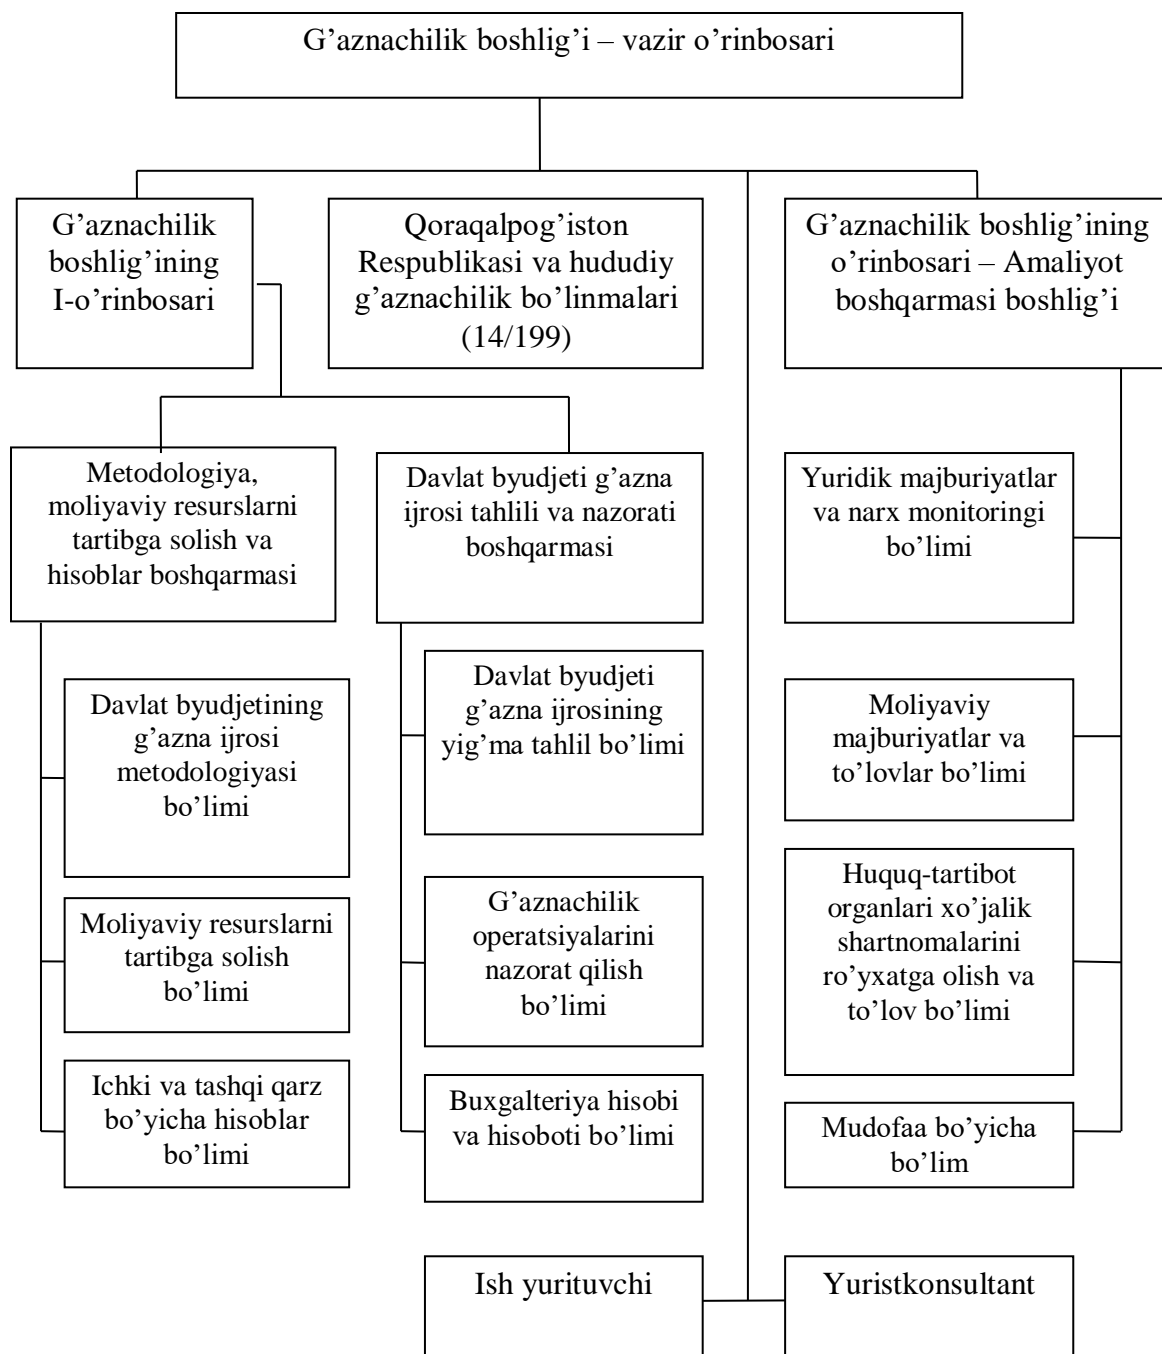 G’aznachilik boshlig’i – vazir o’rinbosari
G’aznachilik
boshlig’ining
I-o’rinbosari
Qoraqalpog’iston
Respublikasi va hududiy
g’aznachilik bo’linmalari
(14/199)
G’aznachilik boshlig’ining
o’rinbosari – Amaliyot
boshqarmasi boshlig’i
Metodologiya,
moliyaviy resurslarni
tartibga solish va
hisoblar boshqarmasi
Davlat byudjeti g’azna
ijrosi tahlili va nazorati
boshqarmasi
Yuridik majburiyatlar
va narx monitoringi
bo’limi
Davlat byudjetining
g’azna ijrosi
metodologiyasi
bo’limi
Davlat byudjeti
g’azna ijrosining
yig’ma tahlil bo’limi
Moliyaviy
majburiyatlar va
to’lovlar bo’limi
Moliyaviy resurslarni
tartibga solish
bo’limi
G’aznachilik
operatsiyalarini
nazorat qilish
bo’limi
Huquq-tartibot
organlari xo’jalik
shartnomalarini
ro’yxatga olish va
to’lov bo’limi
Ichki va tashqi qarz
bo’yicha hisoblar
bo’limi
Buxgalteriya hisobi
va hisoboti bo’limi
Mudofaa bo’yicha
bo’lim
Ish yurituvchi
Yuristkonsultant